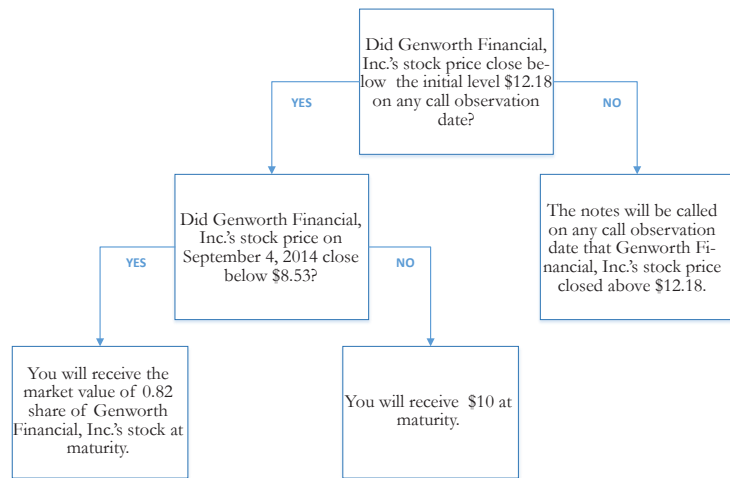 Did Genworth Financial,
Inc.'s stock price close be-
low the initial level $12.18
on any call observation
date?
YES
NO
Did Genworth Financial,
Inc.'s stock price on
September 4, 2014 close
below $8.53?
The notes will be called
on any call observation
date that Genworth Fi-
nancial, Inc.'s stock price
closed above $12.18.
YES
NO
You will receive the
market value of 0.82
share of Genworth
Financial, Inc.'s stock at
maturity.
You will receive $10 at
maturity.